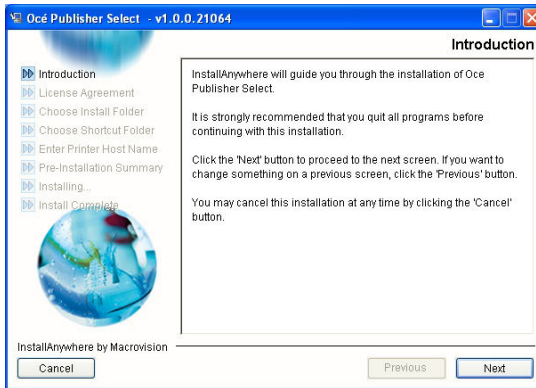 Océ Publisher Select - v1.0.0.21064
Introduction
Introduction
License Agreement
Choose Install Folder
Choose Shortcut Folder
Enter Printer Host Name
Pre-Installation Summary
Installing...
Install Complete
InstallAnywhere will guide you through the installation of Oce
Publisher Select.
It is strongly recommended that you quit all programs before
continuing with this installation.
Click the 'Next' button to proceed to the next screen. If you want to
change something on a previous screen, click the 'Previous' button.
You may cancel this installation at any time by clicking the 'Cancel'
button.
InstallAnywhere by Macrovision
Cancel
Previous
Next